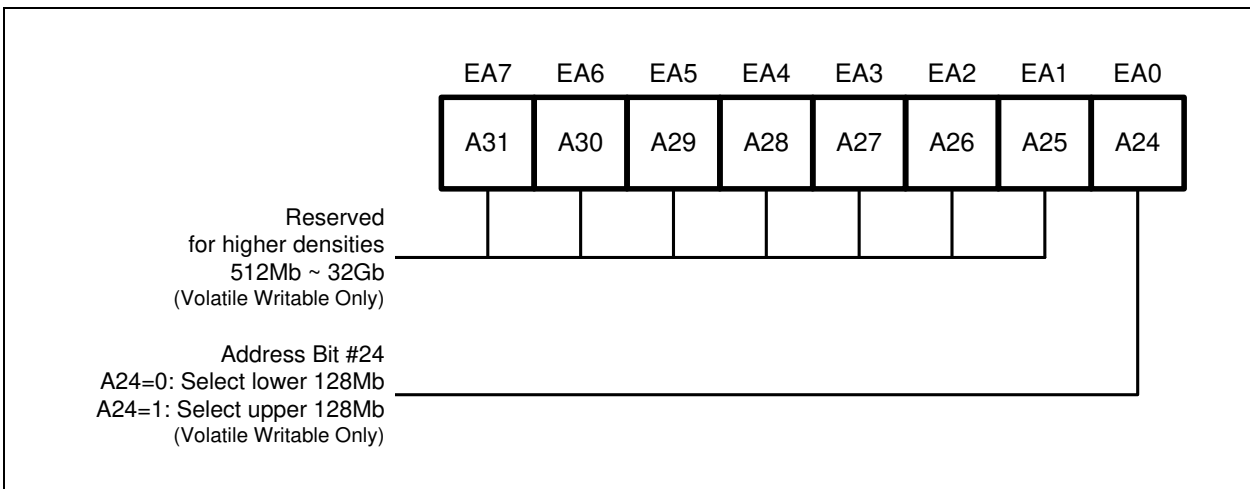 EA7 EA6 EA5 EA4 EA3 EA2 EA1 EA0
A31 A30 A29 A28 A27 A26 A25 A24
Reserved
for higher densities
512Mb ~ 32Gb
(Volatile Writable Only)
Address Bit #24
A24=0: Select lower 128Mb
A24=1: Select upper 128Mb
(Volatile Writable Only)